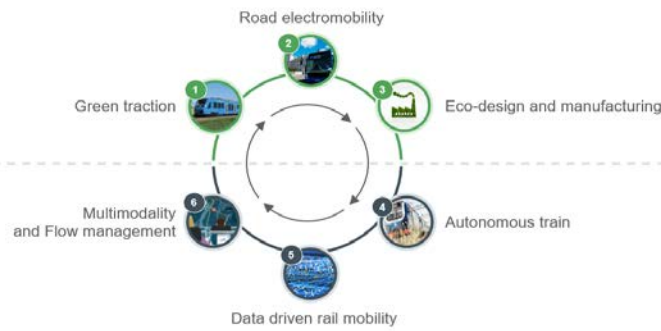 Road electromobility
2
1
3
Green traction
Eco-design and manufacturing
6
4
Multimodality
and Flow management
Autonomous train
5
Data driven rail mobility